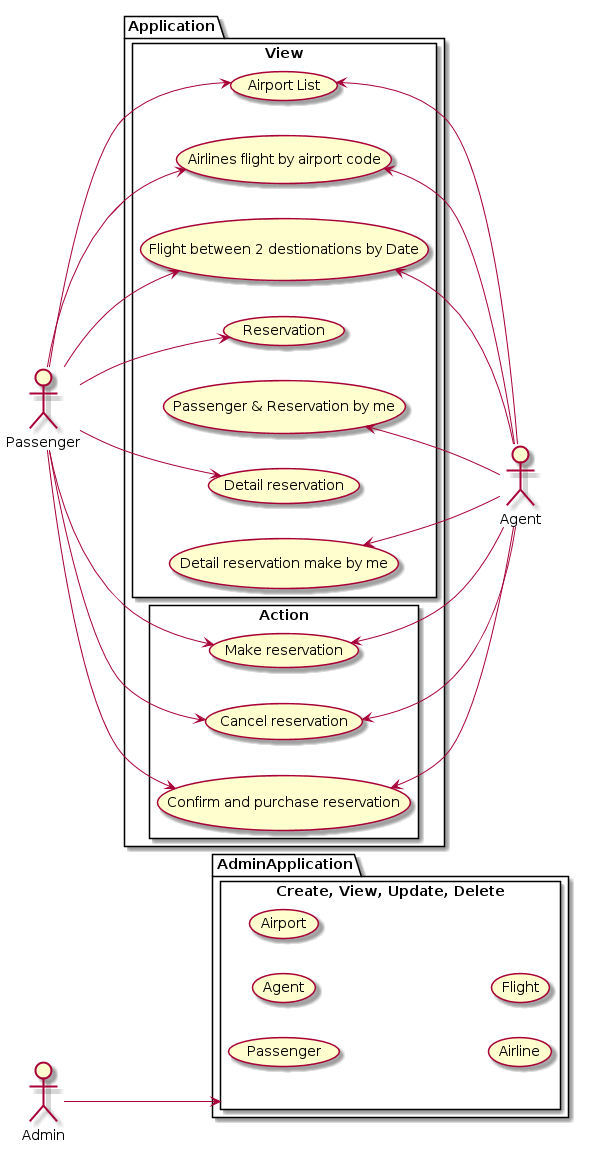 Application
View
Airport List
Airlines flight by airport code
Flight between 2 destionations by Date
Reservation
Passenger & Reservation by me
Passenger
Detail reservation
Agent
Detail reservation make by me
Action
Make reservation
Cancel reservation
Confirm and purchase reservation
AdminApplication
Create, View, Update, Delete
Airport
Agent
Flight
Passenger
Airline
Admin